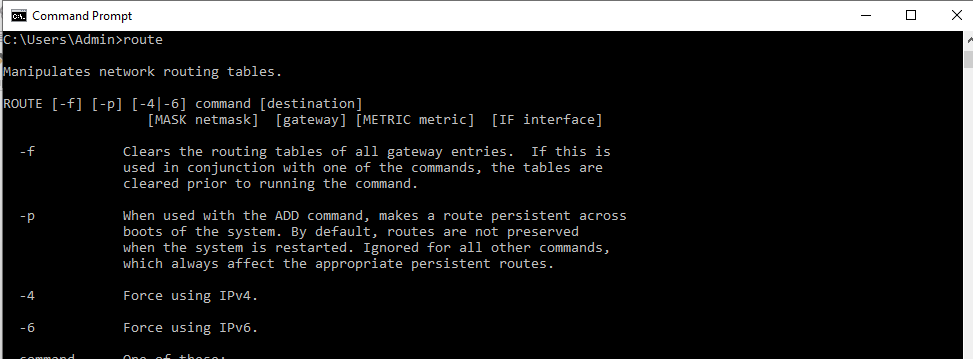 Command Prompt
C:\Users\Admin>route
Manipulates network routing tables.
ROUTE [-f] [-p] [-4|-6] command [destination]
[MASK netmask]  [gateway] [METRIC metric]  [IF interface]
-f           Clears the routing tables of all gateway entries.  If this is
used in conjunction with one of the commands, the tables are
cleared prior to running the command.
-p           When used with the ADD command, makes a route persistent across
boots of the system. By default, routes are not preserved
when the system is restarted. Ignored for all other commands,
which always affect the appropriate persistent routes.
-4           Force using IPv4.
-6           Force using IPv6.
command      One of these: